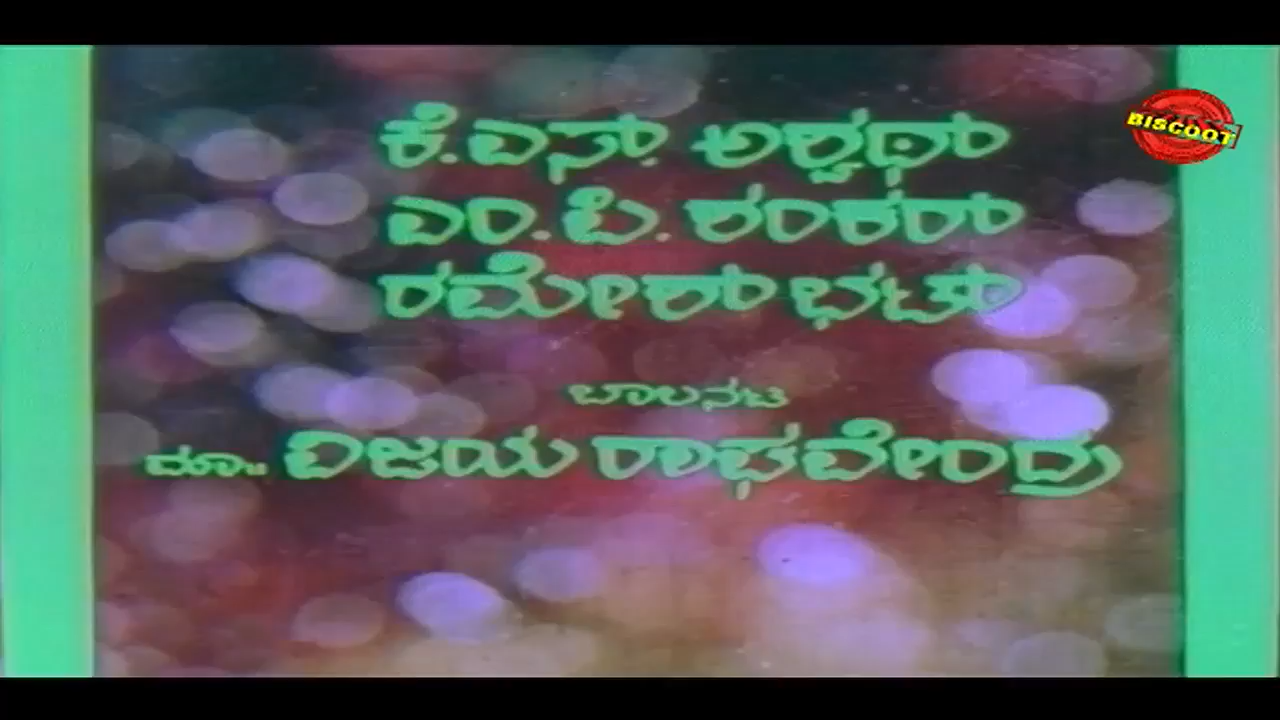 ಕೆ.ಎಸ್. ಅಶ್ವಥ್
BISCOOT
ಎಂ.ಪಿ. ಶಂಕರ್
ರಮೇಶ್ ಭಟ್
ಬಾಲನಟ
ಮಾ|| ವಿಜಯ ರಾಘವೇಂದ್ರ